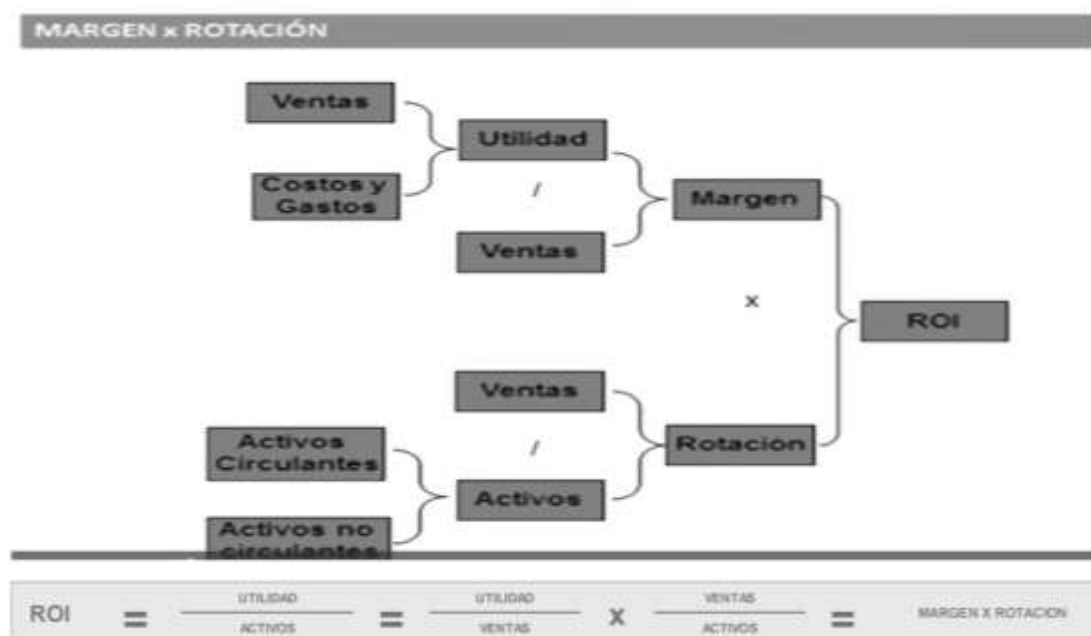 MARGEN x ROTACIÓN
Ventas
Utilidad
Costos y
Gastos
/
Margen
Ventas
x
ROI
Ventas
Activos
Circulantes
/
Rotación
Activos
Activos no
circulantes
ROI = UTILIDAD / ACTIVOS = UTILIDAD / VENTAS X VENTAS / ACTIVOS = MARGEN X ROTACION